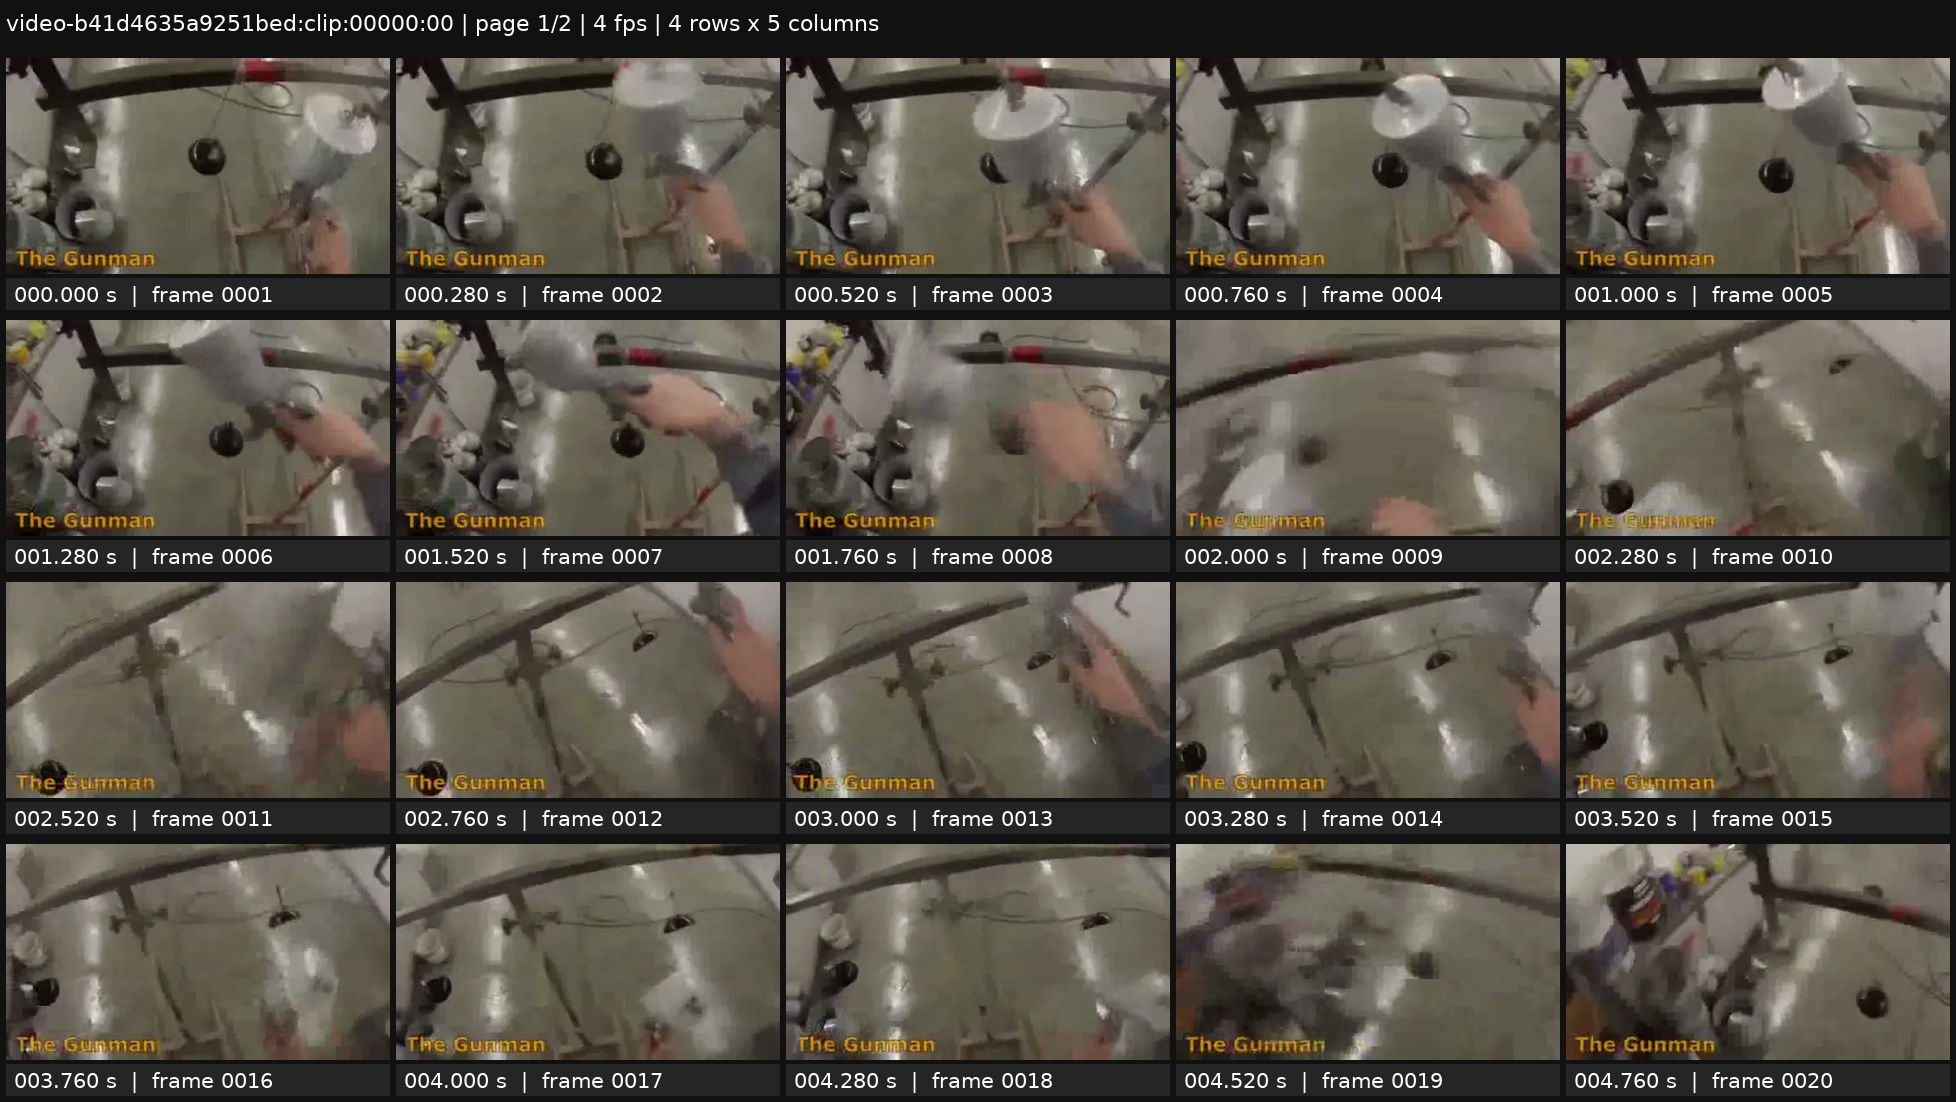 video-b41d4635a9251bed:clip:00000:00 | page 1/2 | 4 fps | 4 rows x 5 columns
The Gunman The Gunman The Gunman The Gunman The Gunman
000.000 s | frame 0001 000.280 s | frame 0002 000.520 s | frame 0003 000.760 s | frame 0004 001.000 s | frame 0005
The Gunman The Gunman The Gunman The Gunman The Gunman
001.280 s | frame 0006 001.520 s | frame 0007 001.760 s | frame 0008 002.000 s | frame 0009 002.280 s | frame 0010
The Gunman The Gunman The Gunman The Gunman The Gunman
002.520 s | frame 0011 002.760 s | frame 0012 003.000 s | frame 0013 003.280 s | frame 0014 003.520 s | frame 0015
The Gunman The Gunman The Gunman The Gunman The Gunman
003.760 s | frame 0016 004.000 s | frame 0017 004.280 s | frame 0018 004.520 s | frame 0019 004.760 s | frame 0020